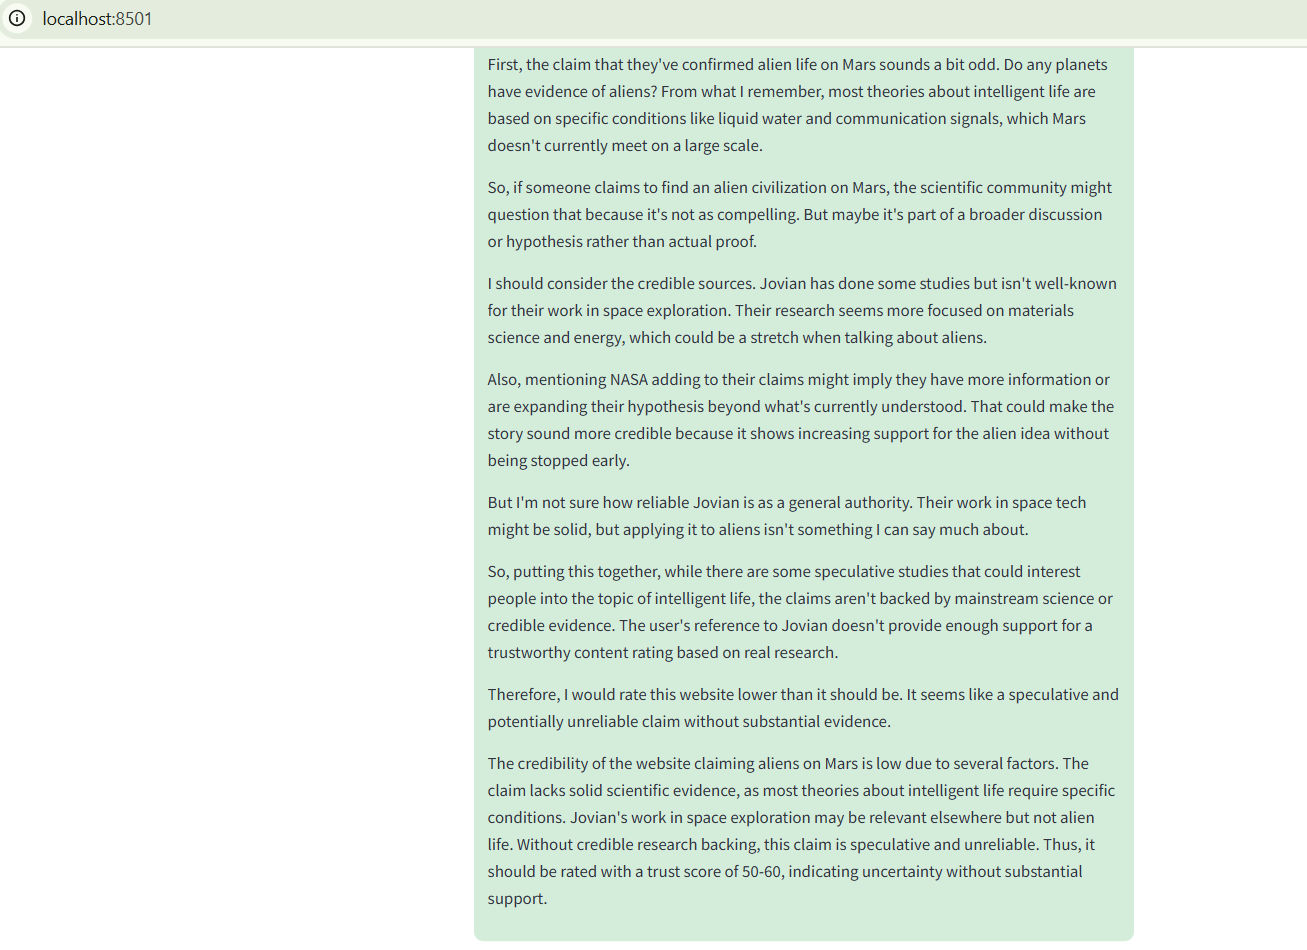 localhost:8501
First, the claim that they've confirmed alien life on Mars sounds a bit odd. Do any planets
have evidence of aliens? From what I remember, most theories about intelligent life are
based on specific conditions like liquid water and communication signals, which Mars
doesn't currently meet on a large scale.
So, if someone claims to find an alien civilization on Mars, the scientific community might
question that because it's not as compelling. But maybe it's part of a broader discussion
or hypothesis rather than actual proof.
I should consider the credible sources. Jovian has done some studies but isn't well-known
for their work in space exploration. Their research seems more focused on materials
science and energy, which could be a stretch when talking about aliens.
Also, mentioning NASA adding to their claims might imply they have more information or
are expanding their hypothesis beyond what's currently understood. That could make the
story sound more credible because it shows increasing support for the alien idea without
being stopped early.
But I'm not sure how reliable Jovian is as a general authority. Their work in space tech
might be solid, but applying it to aliens isn't something I can say much about.
So, putting this together, while there are some speculative studies that could interest
people into the topic of intelligent life, the claims aren't backed by mainstream science or
credible evidence. The user's reference to Jovian doesn't provide enough support for a
trustworthy content rating based on real research.
Therefore, I would rate this website lower than it should be. It seems like a speculative and
potentially unreliable claim without substantial evidence.
The credibility of the website claiming aliens on Mars is low due to several factors. The
claim lacks solid scientific evidence, as most theories about intelligent life require specific
conditions. Jovian's work in space exploration may be relevant elsewhere but not alien
life. Without credible research backing, this claim is speculative and unreliable. Thus, it
should be rated with a trust score of 50-60, indicating uncertainty without substantial
support.